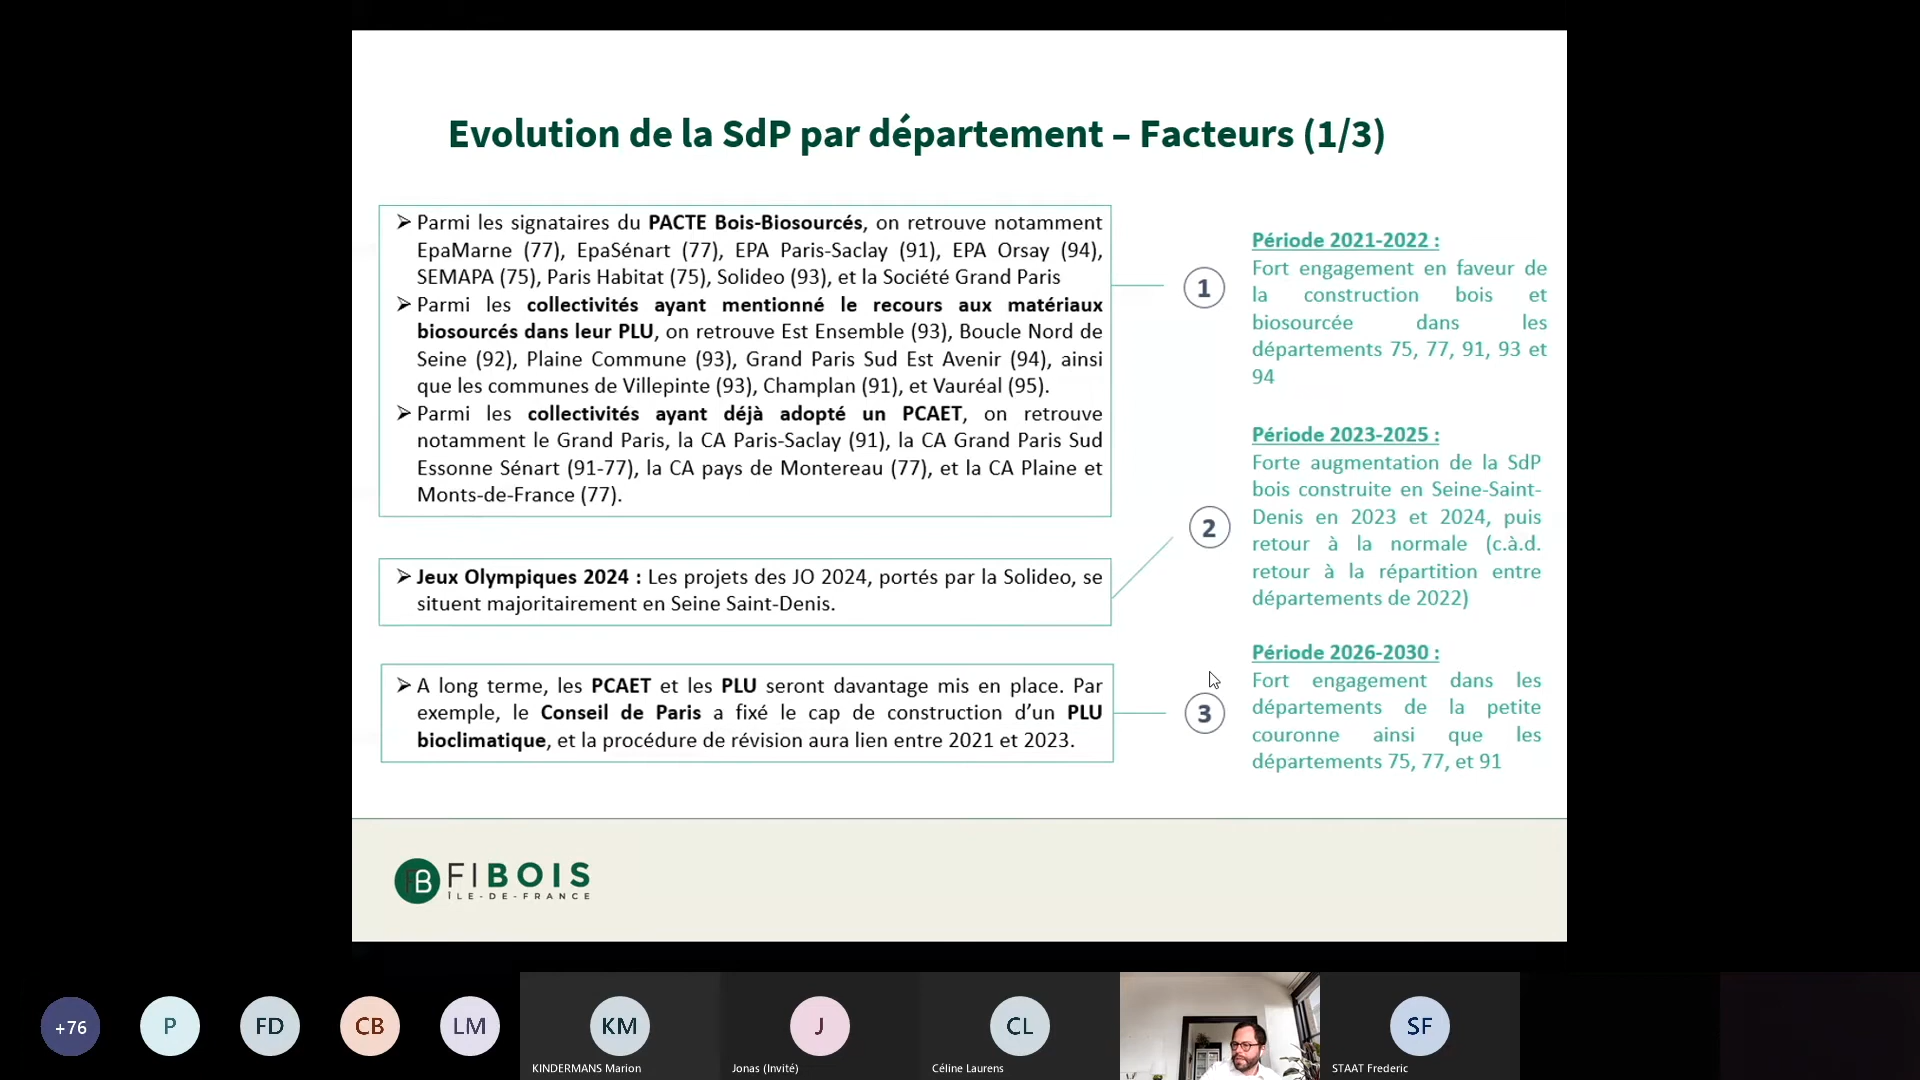 Evolution de la SdP par département – Facteurs (1/3)
➢ Parmi les signataires du PACTE Bois-Biosourcés, on retrouve notamment
EpaMarne (77), EpaSénart (77), EPA Paris-Saclay (91), EPA Orsay (94),
SEMAPA (75), Paris Habitat (75), Solideo (93), et la Société Grand Paris
➢ Parmi les collectivités ayant mentionné le recours aux matériaux
biosourcés dans leur PLU, on retrouve Est Ensemble (93), Boucle Nord de
Seine (92), Plaine Commune (93), Grand Paris Sud Est Avenir (94), ainsi
que les communes de Villepinte (93), Champlan (91), et Vauréal (95).
➢ Parmi les collectivités ayant déjà adopté un PCAET, on retrouve
notamment le Grand Paris, la CA Paris-Saclay (91), la CA Grand Paris Sud
Essonne Sénart (91-77), la CA pays de Montereau (77), et la CA Plaine et
Monts-de-France (77).
1
Période 2021-2022 :
Fort engagement en faveur de
la construction bois et
biosourcée dans les
départements 75, 77, 91, 93 et
94
➢ Jeux Olympiques 2024 : Les projets des JO 2024, portés par la Solideo, se
situent majoritairement en Seine Saint-Denis.
2
Période 2023-2025 :
Forte augmentation de la SdP
bois construite en Seine-Saint-
Denis en 2023 et 2024, puis
retour à la normale (c.à.d.
retour à la répartition entre
départements de 2022)
➢ A long terme, les PCAET et les PLU seront davantage mis en place. Par
exemple, le Conseil de Paris a fixé le cap de construction d’un PLU
bioclimatique, et la procédure de révision aura lien entre 2021 et 2023.
3
Période 2026-2030 :
Fort engagement dans les
départements de la petite
couronne ainsi que les
départements 75, 77, et 91
FB
FIBOIS
ÎLE-DE-FRANCE
+76
P
FD
CB
LM
KM
KINDERMANS Marion
J
Jonas (Invité)
CL
Céline Laurens
SF
STAAT Frederic